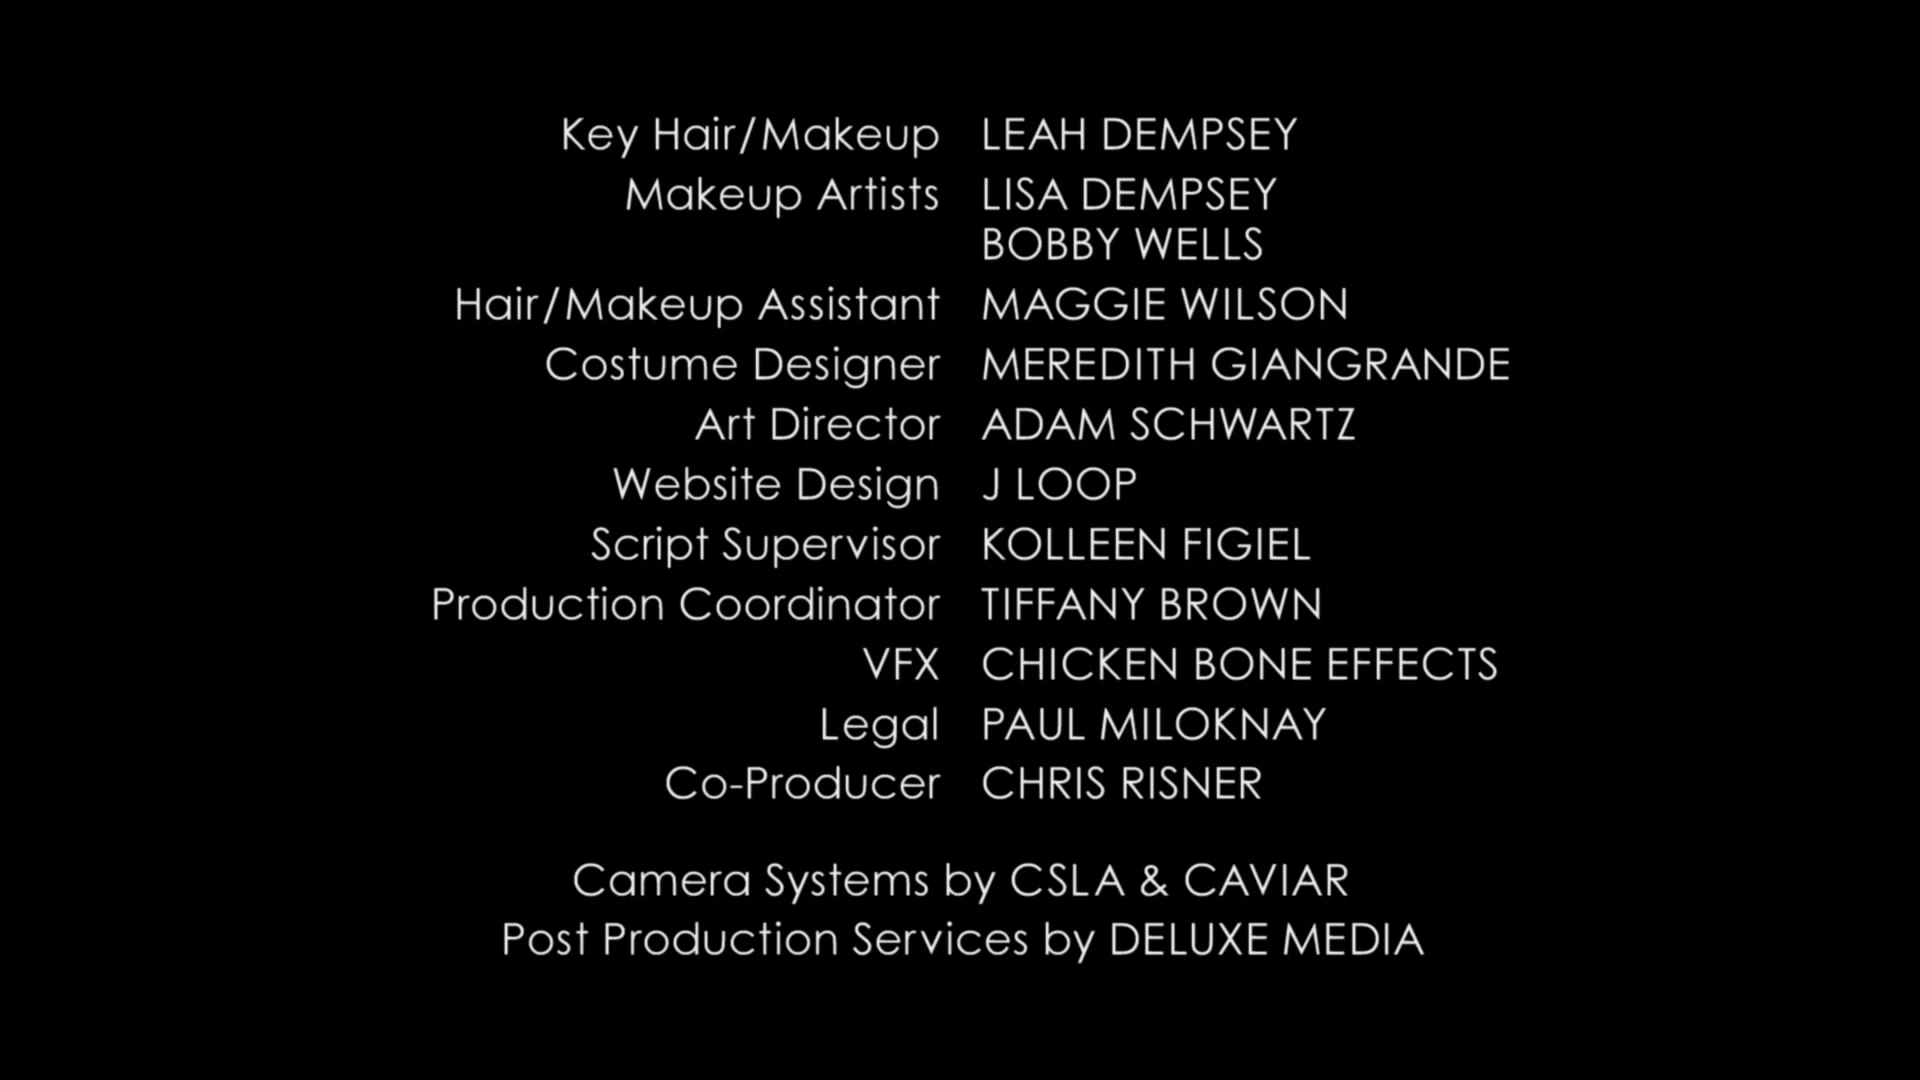 Key Hair/Makeup LEAH DEMPSEY
Makeup Artists LISA DEMPSEY
BOBBY WELLS
Hair/Makeup Assistant MAGGIE WILSON
Costume Designer MEREDITH GIANGRANDE
Art Director ADAM SCHWARTZ
Website Design J LOOP
Script Supervisor KOLLEEN FIGIEL
Production Coordinator TIFFANY BROWN
VFX CHICKEN BONE EFFECTS
Legal PAUL MILOKNAY
Co-Producer CHRIS RISNER
Camera Systems by CSLA & CAVIAR
Post Production Services by DELUXE MEDIA